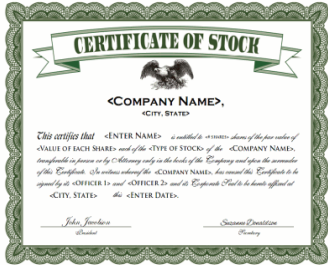 CERTIFICATE OF STOCK
<COMPANY NAME>,
<CITY, STATE>
This certifies that <ENTER NAME> is entitled to <# SHARES> shares of the par value of
<VALUE OF EACH SHARE> each of the <TYPE OF STOCK> of the <COMPANY NAME>,
transferable in person or by Attorney only in the books of the Company and upon the surrender
of this Certificate. In witness whereof the <COMPANY NAME>, has caused this Certificate to be
signed by its <OFFICER 1> and <OFFICER 2> and its Corporate Seal to be hereto affixed at
<CITY, STATE> this <ENTER DATE>.
John Jacobson Suzanne Donaldson
President Secretary